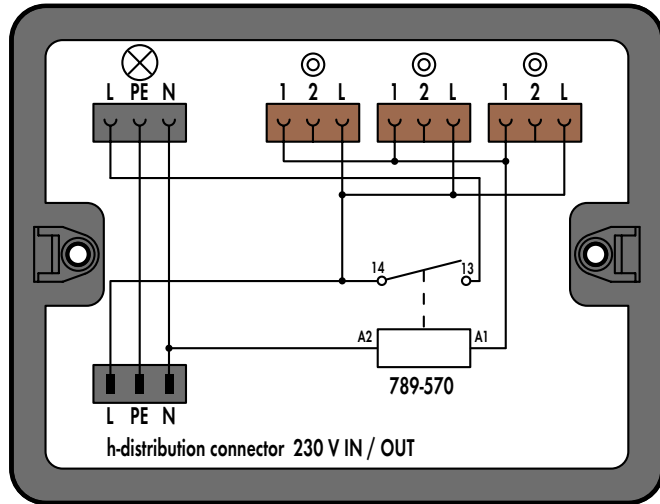 L PE N 1 2 L 1 2 L 1 2 L
14 13
A2 A1
789-570
L PE N
h-distribution connector 230 V IN / OUT